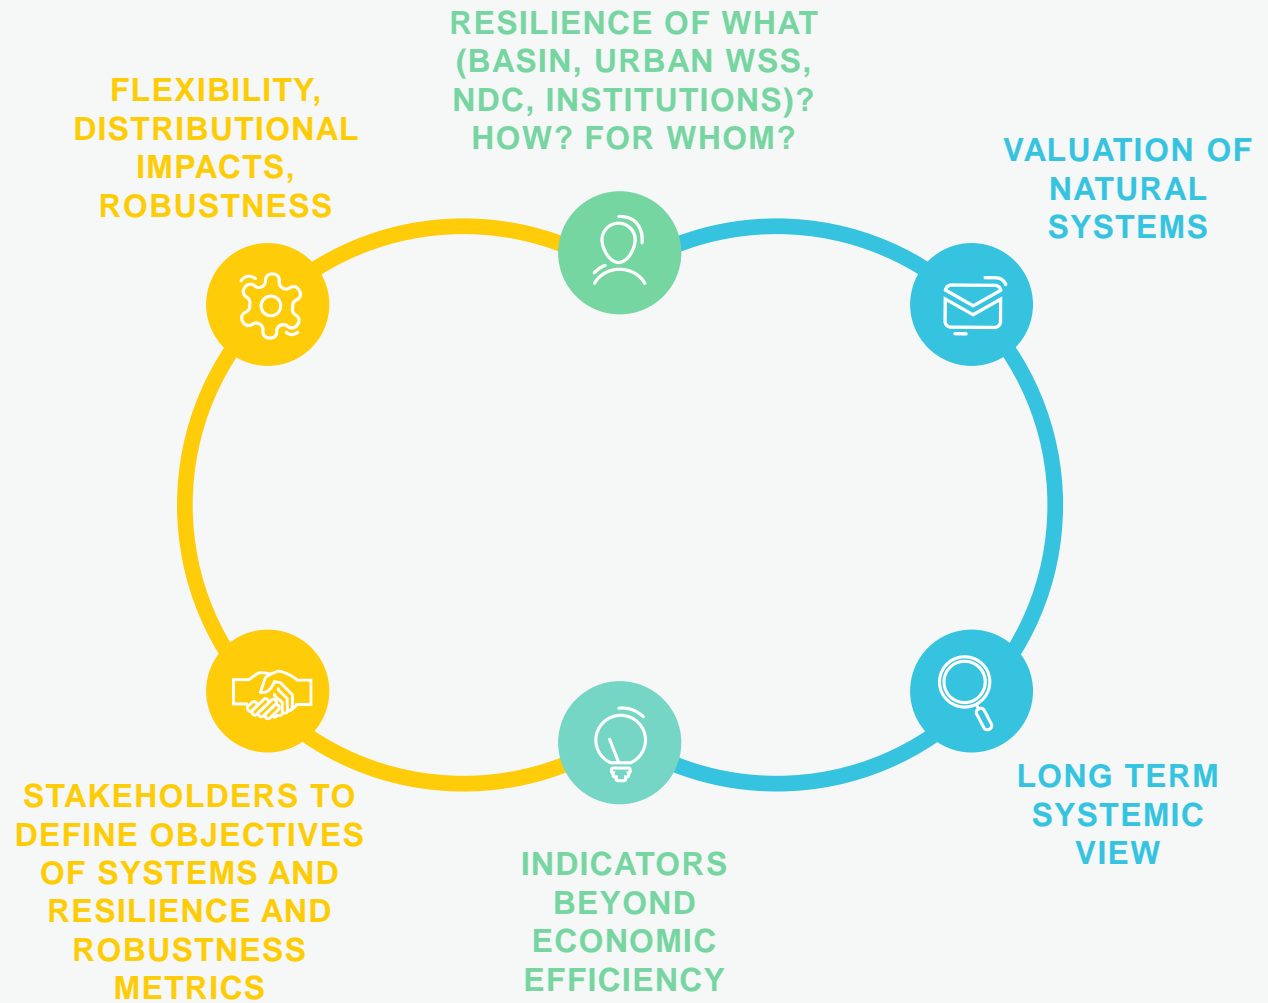 RESILIENCE OF WHAT
(BASIN, URBAN WSS,
NDC, INSTITUTIONS)?
HOW? FOR WHOM?
FLEXIBILITY,
DISTRIBUTIONAL
IMPACTS,
ROBUSTNESS
VALUATION OF
NATURAL
SYSTEMS
STAKEHOLDERS TO
DEFINE OBJECTIVES
OF SYSTEMS AND
RESILIENCE AND
ROBUSTNESS
METRICS
INDICATORS
BEYOND
ECONOMIC
EFFICIENCY
LONG TERM
SYSTEMIC
VIEW